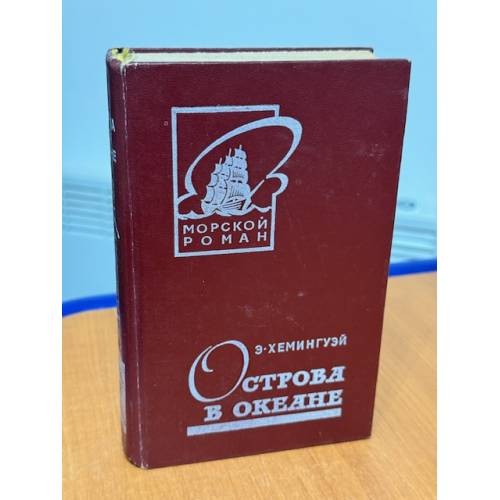 МОРСКОЙ
РОМАН
Э·ХЕМИНГУЭЙ
ОСТРОВА
В ОКЕАНЕ